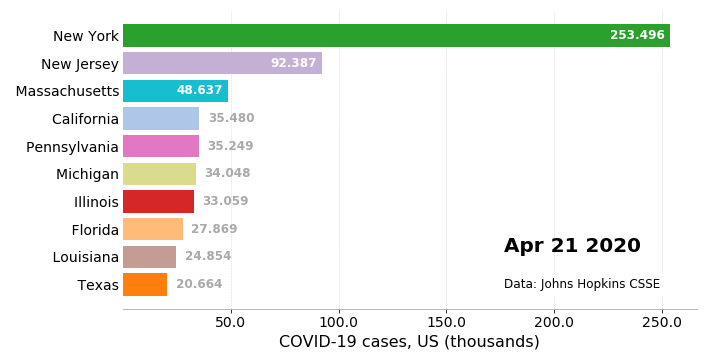 New York 253.496
New Jersey 92.387
Massachusetts 48.637
California 35.480
Pennsylvania 35.249
Michigan 34.048
Illinois 33.059
Florida 27.869
Louisiana 24.854
Texas 20.664
Apr 21 2020
Data: Johns Hopkins CSSE
50.0 100.0 150.0 200.0 250.0
COVID-19 cases, US (thousands)